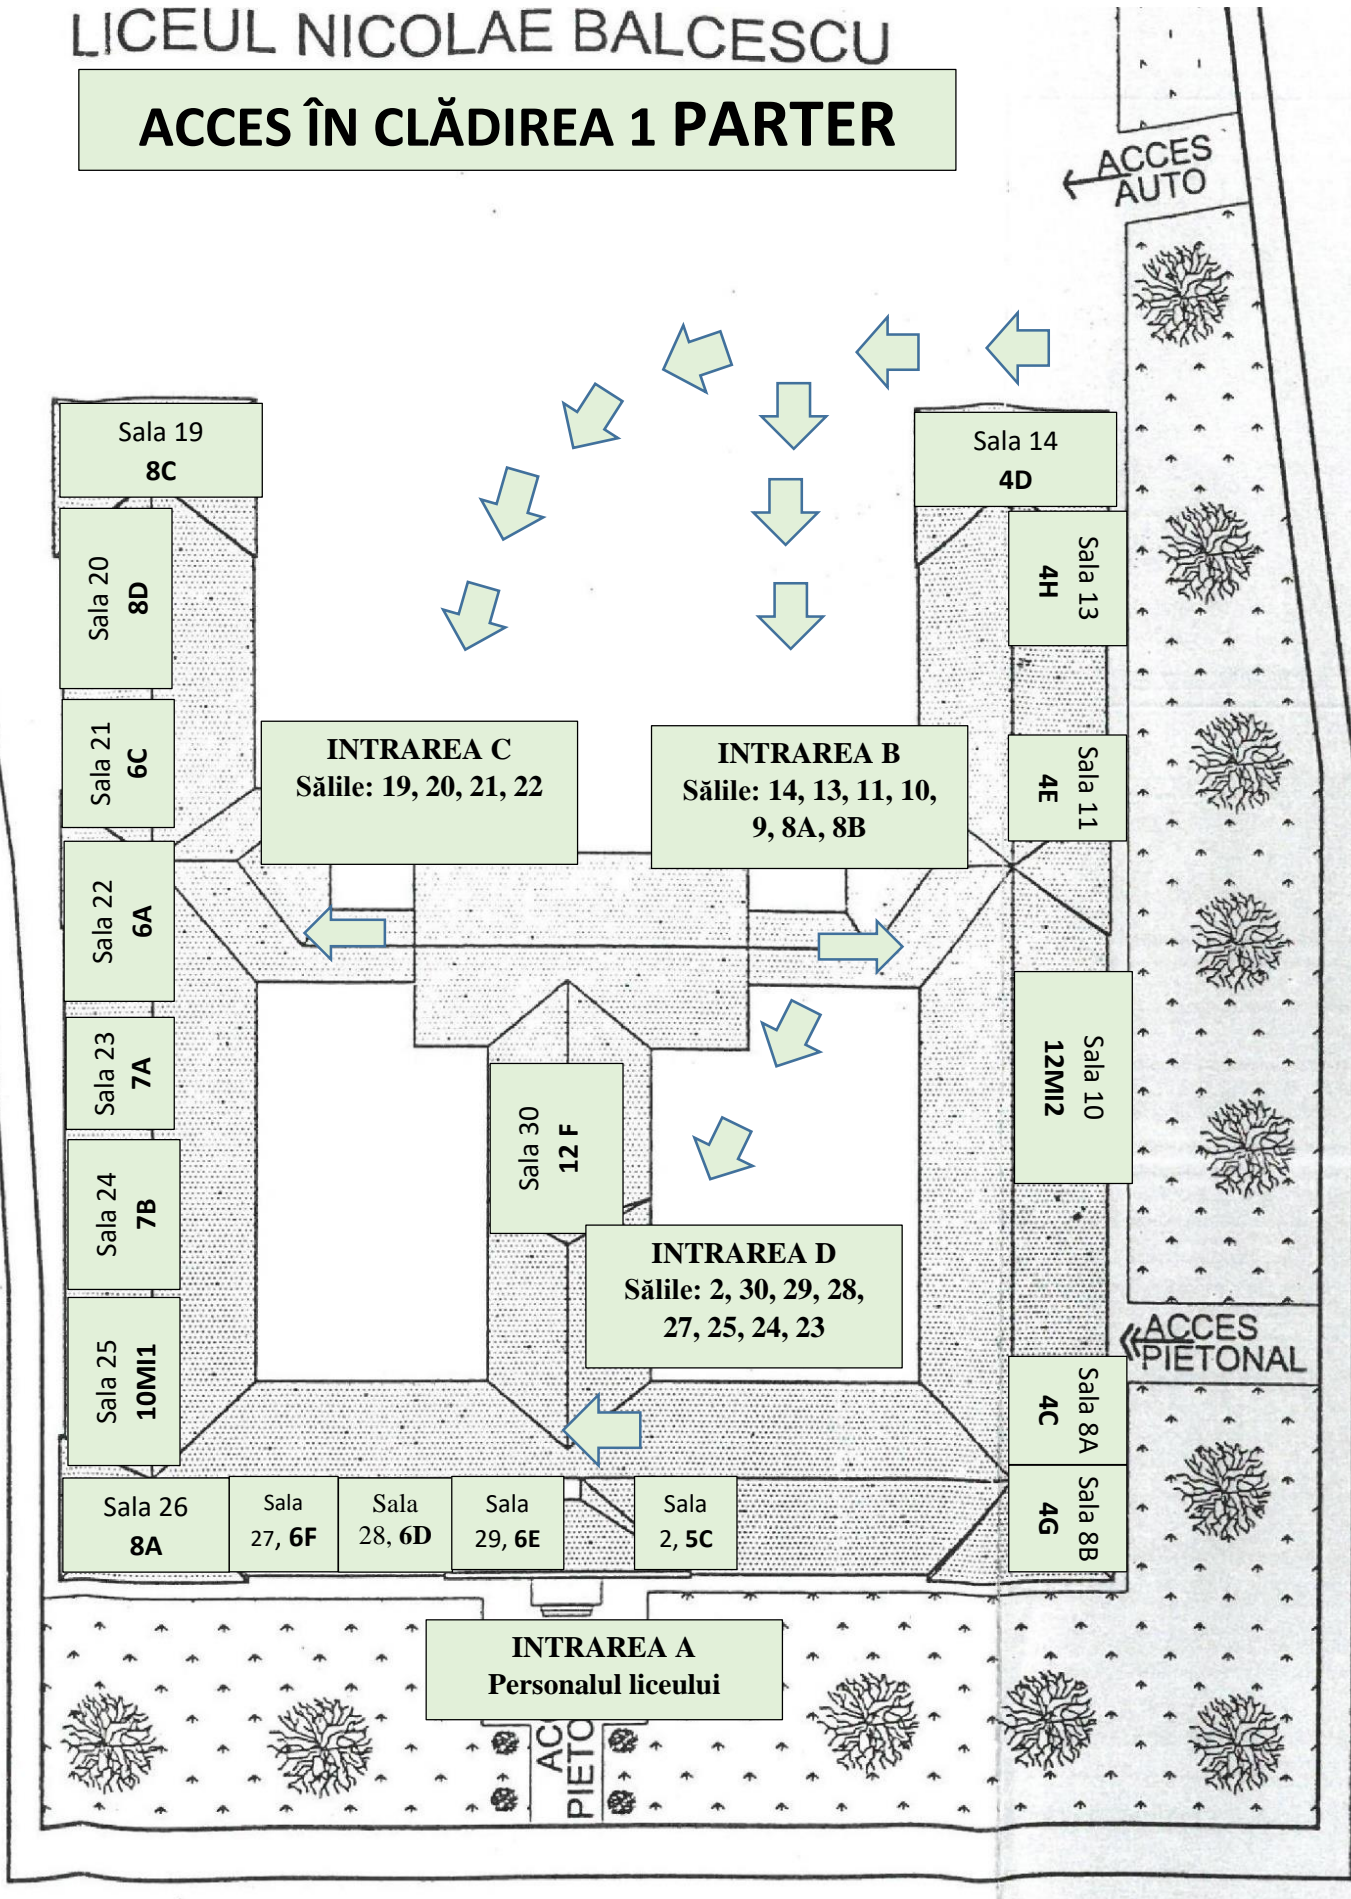 LICEUL NICOLAE BALCESCU
ACCES ÎN CLĂDIREA 1 PARTER
ACCES
AUTO
Sala 19
8C
Sala 14
4D
Sala 20
8D
Sala 13
4H
Sala 21
6C
INTRAREA C
Sălile: 19, 20, 21, 22
INTRAREA B
Sălile: 14, 13, 11, 10,
9, 8A, 8B
Sala 11
4E
Sala 22
6A
Sala 23
7A
Sala 10
12MI2
Sala 30
12 F
Sala 24
7B
INTRAREA D
Sălile: 2, 30, 29, 28,
27, 25, 24, 23
ACCES
PIETONAL
Sala 25
10MI1
Sala 8A
4C
Sala 26
8A
Sala
27, 6F
Sala
28, 6D
Sala
29, 6E
Sala
2, 5C
Sala 8B
4G
INTRAREA A
Personalul liceului